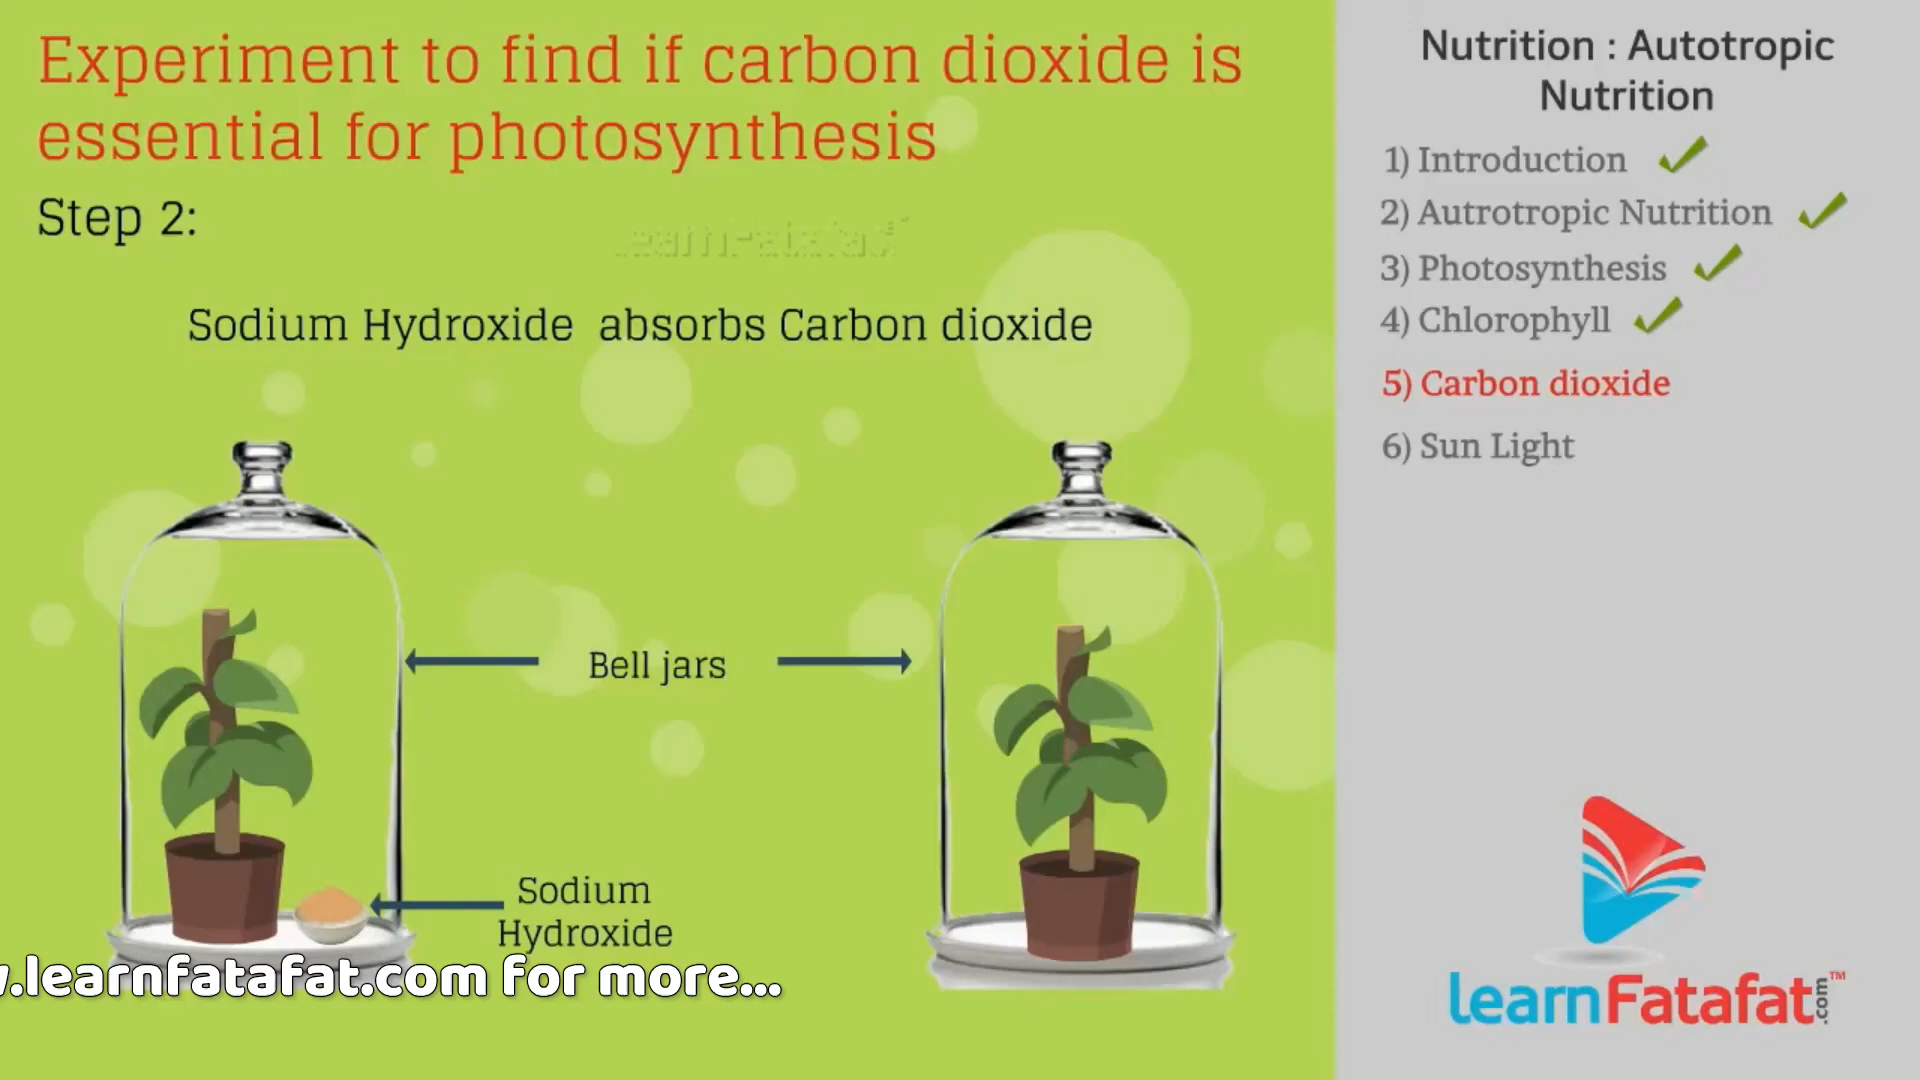 Experiment to find if carbon dioxide is
essential for photosynthesis
Step 2:
learnFatafat
Sodium Hydroxide absorbs Carbon dioxide
Bell jars
Sodium
Hydroxide
.learnfatafat.com for more...
Nutrition : Autotropic
Nutrition
1) Introduction
2) Autrotropic Nutrition
3) Photosynthesis
4) Chlorophyll
5) Carbon dioxide
6) Sun Light
learnFatafat.com™